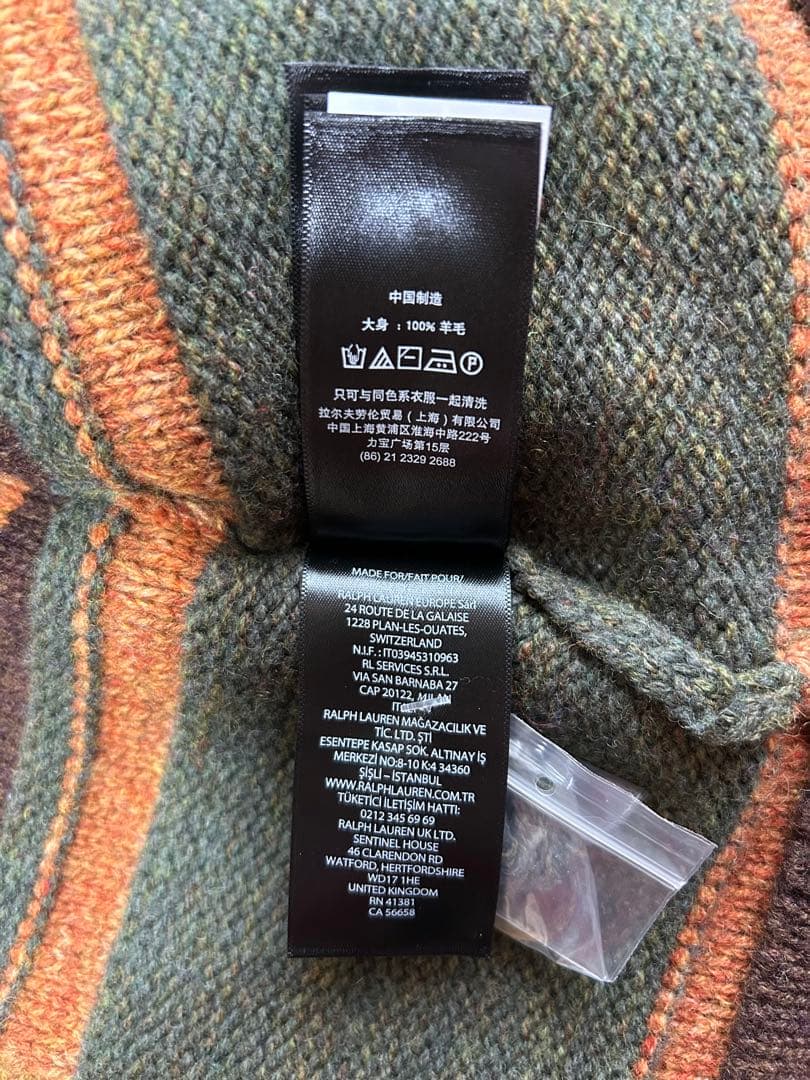 中国制造
大身 : 100% 羊毛
P
只可与同色系衣服一起清洗
拉尔夫劳伦贸易（上海）有限公司
中国上海黄浦区淮海中路222号
力宝广场第15层
(86) 21 2329 2688
MADE FOR/FAIT POUR/
RALPH LAUREN EUROPE Sàrl
24 ROUTE DE LA GALAISE
1228 PLAN-LES-OUATES,
SWITZERLAND
N.I.F. : IT03945310963
RL SERVICES S.R.L.
VIA SAN BARNABA 27
CAP 20122, MILAN
RALPH LAUREN MAĞAZACILIK VE
TİC. LTD. ŞTİ
ESENTEPE KASAP SOK. ALTINAY İŞ
MERKEZİ NO:8-10 K:4 34360
ŞİŞLİ – İSTANBUL
WWW.RALPHLAUREN.COM.TR
TÜKETİCİ İLETİŞİM HATTI:
0212 345 69 69
RALPH LAUREN UK LTD.
SENTINEL HOUSE
46 CLARENDON RD
WATFORD, HERTFORDSHIRE
WD17 1HE
UNITED KINGDOM
RN 41381
CA 56658